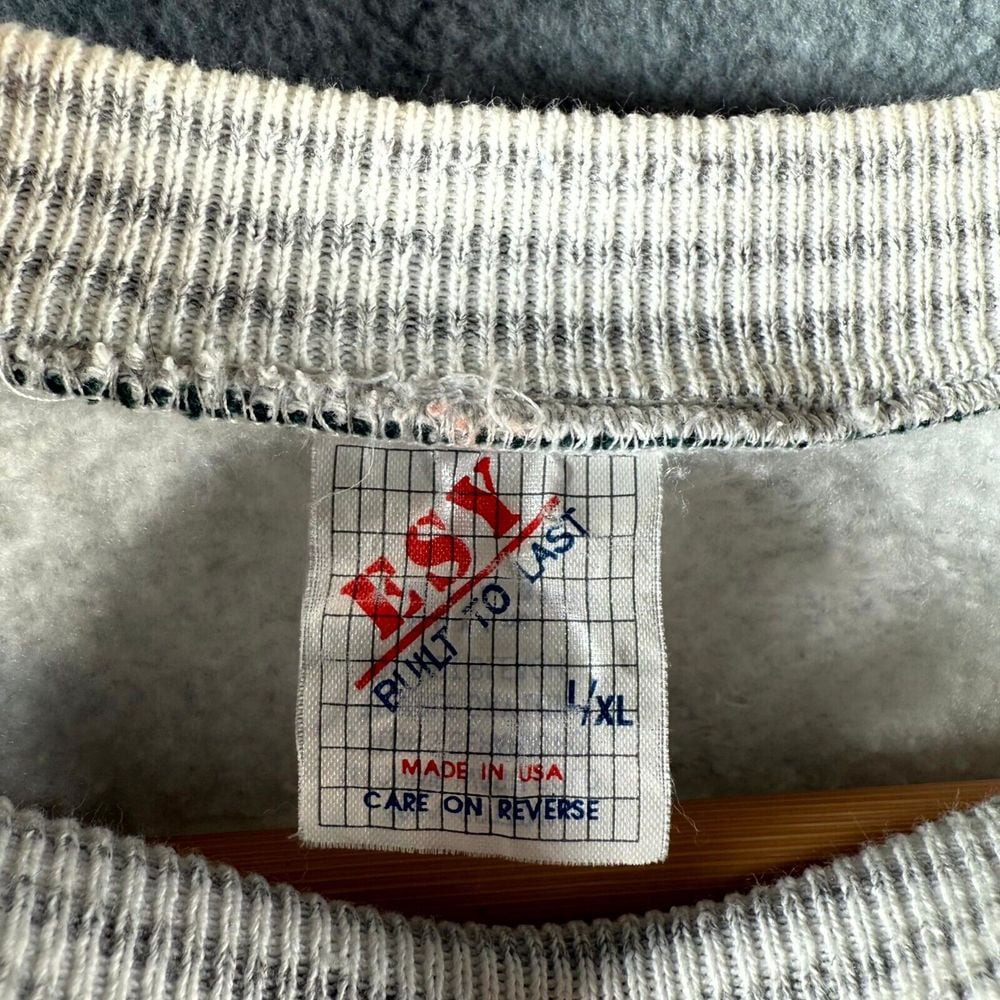 ESY
BUILT TO LAST
L/XL
MADE IN USA
CARE ON REVERSE